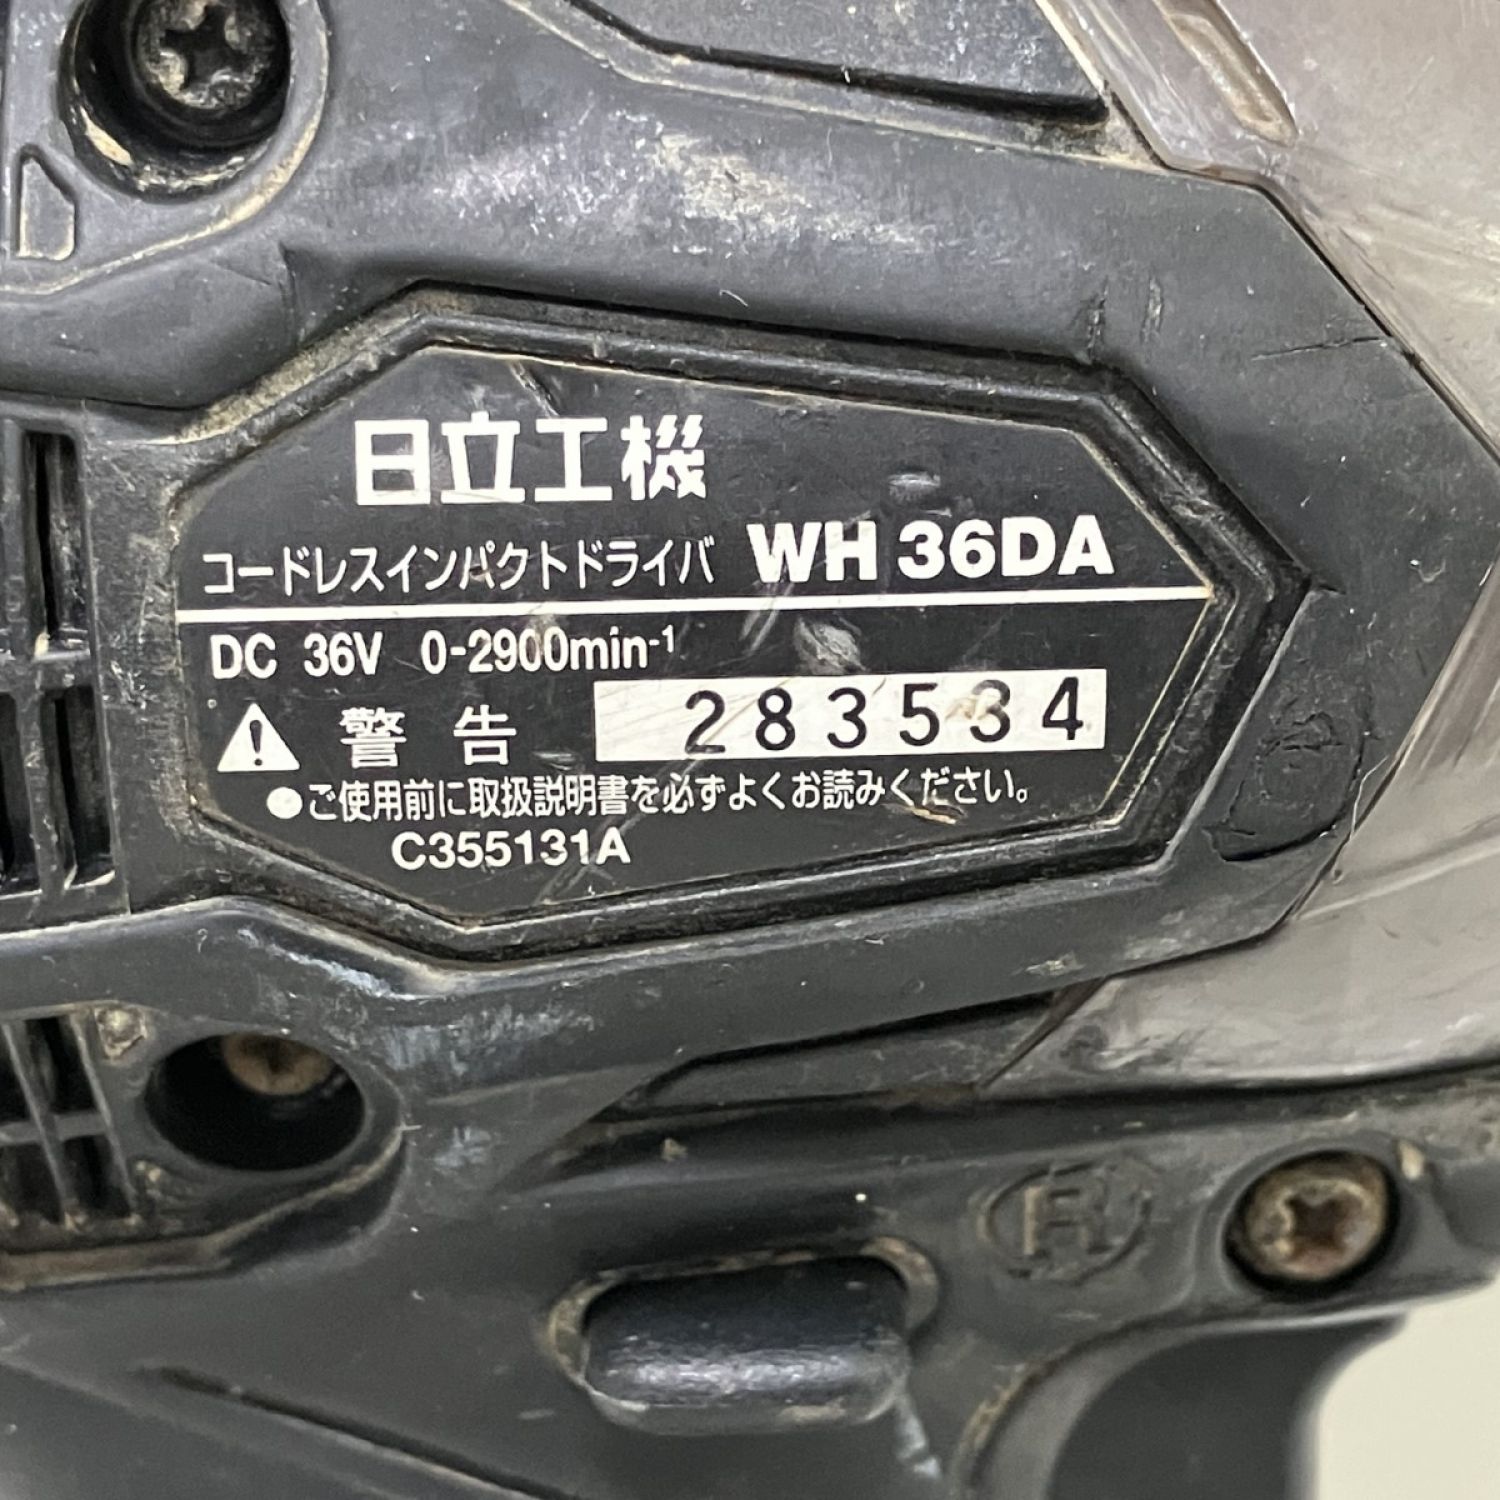 日立工機
コードレスインパクトドライバ WH 36DA
DC 36V 0-2900min⁻¹
警告 283534
●ご使用前に取扱説明書を必ずよくお読みください。
C355131A
R